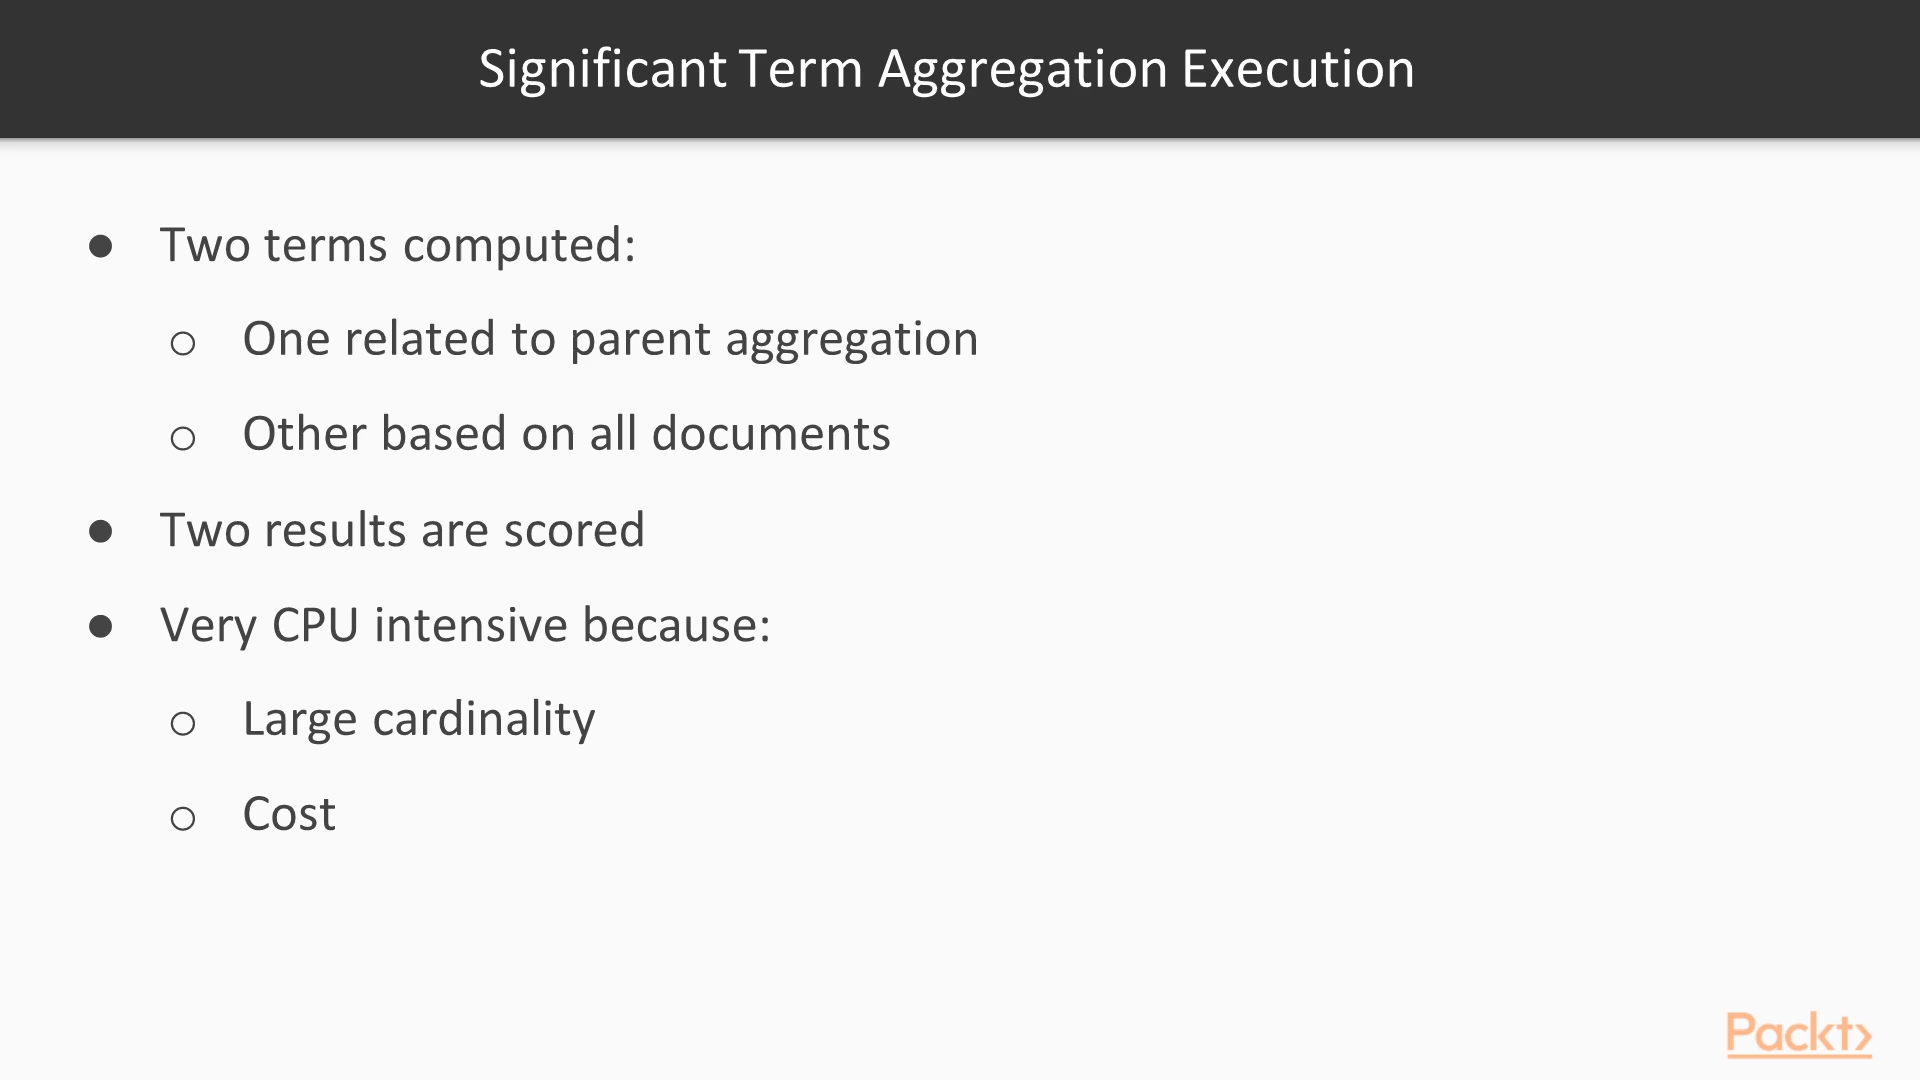 Significant Term Aggregation Execution
● Two terms computed:
○ One related to parent aggregation
○ Other based on all documents
● Two results are scored
● Very CPU intensive because:
○ Large cardinality
○ Cost
Packt>